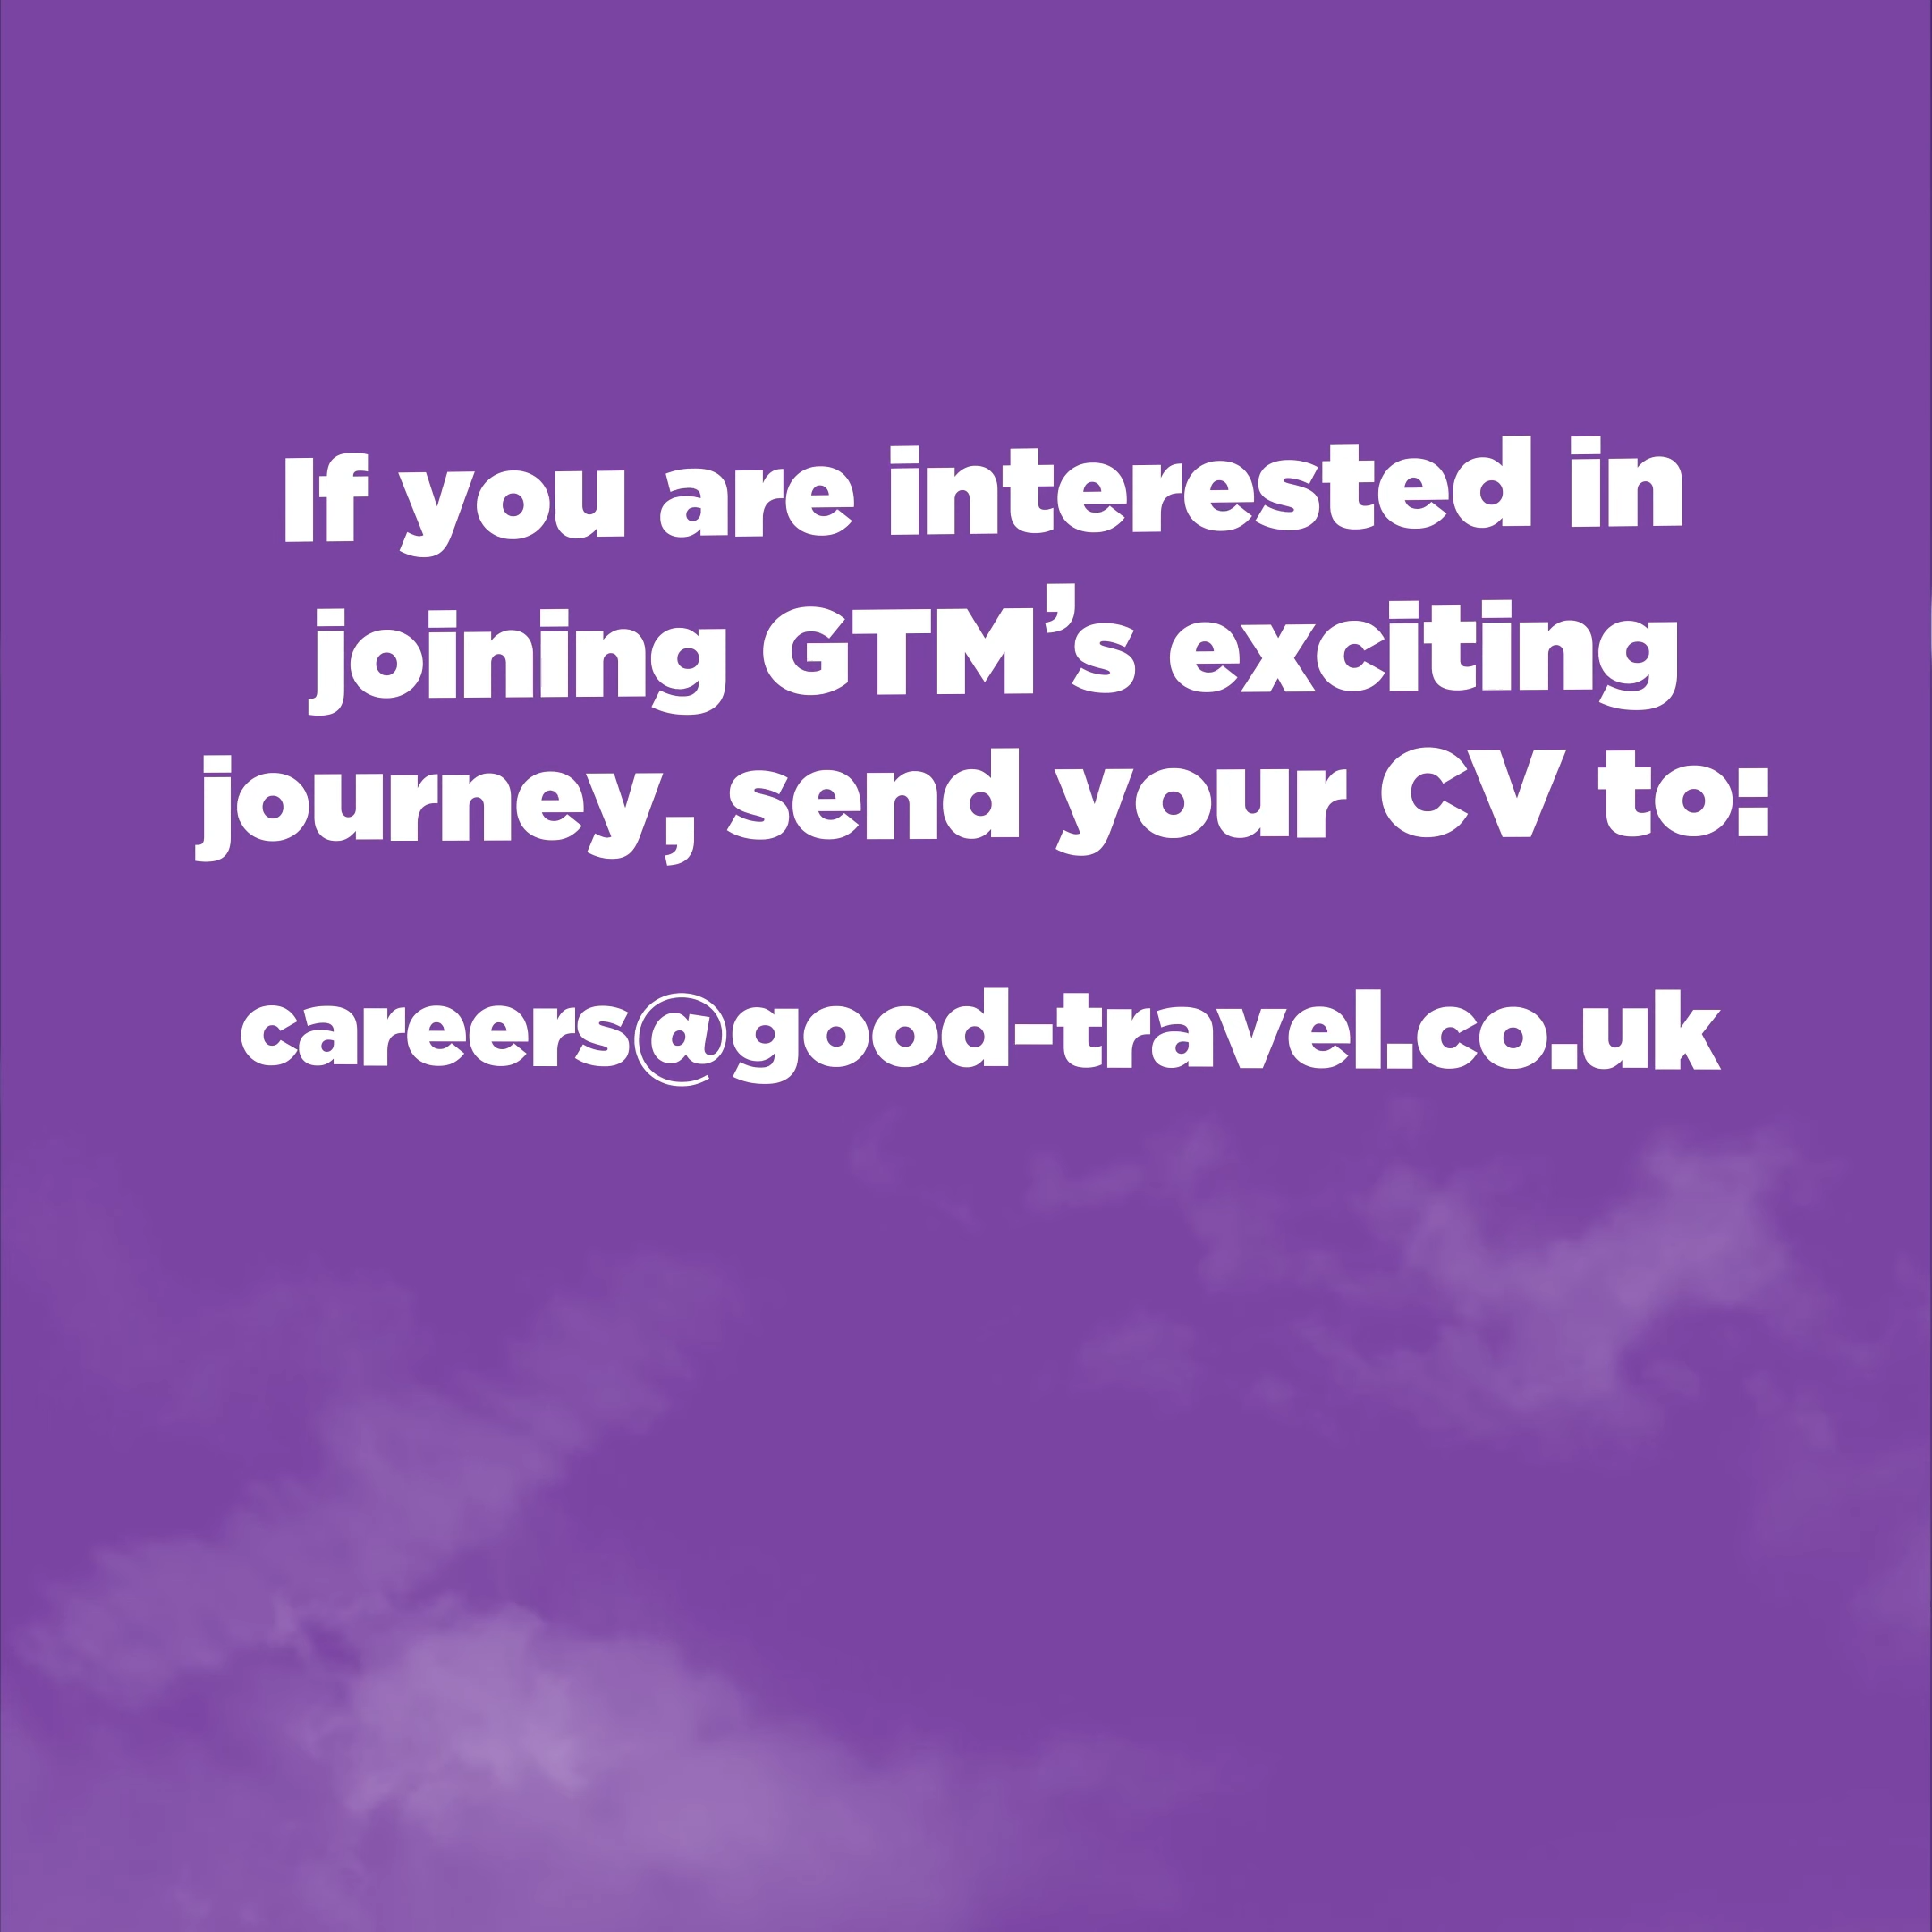 If you are interested in
joining GTM’s exciting
journey, send your CV to:
careers@good-travel.co.uk